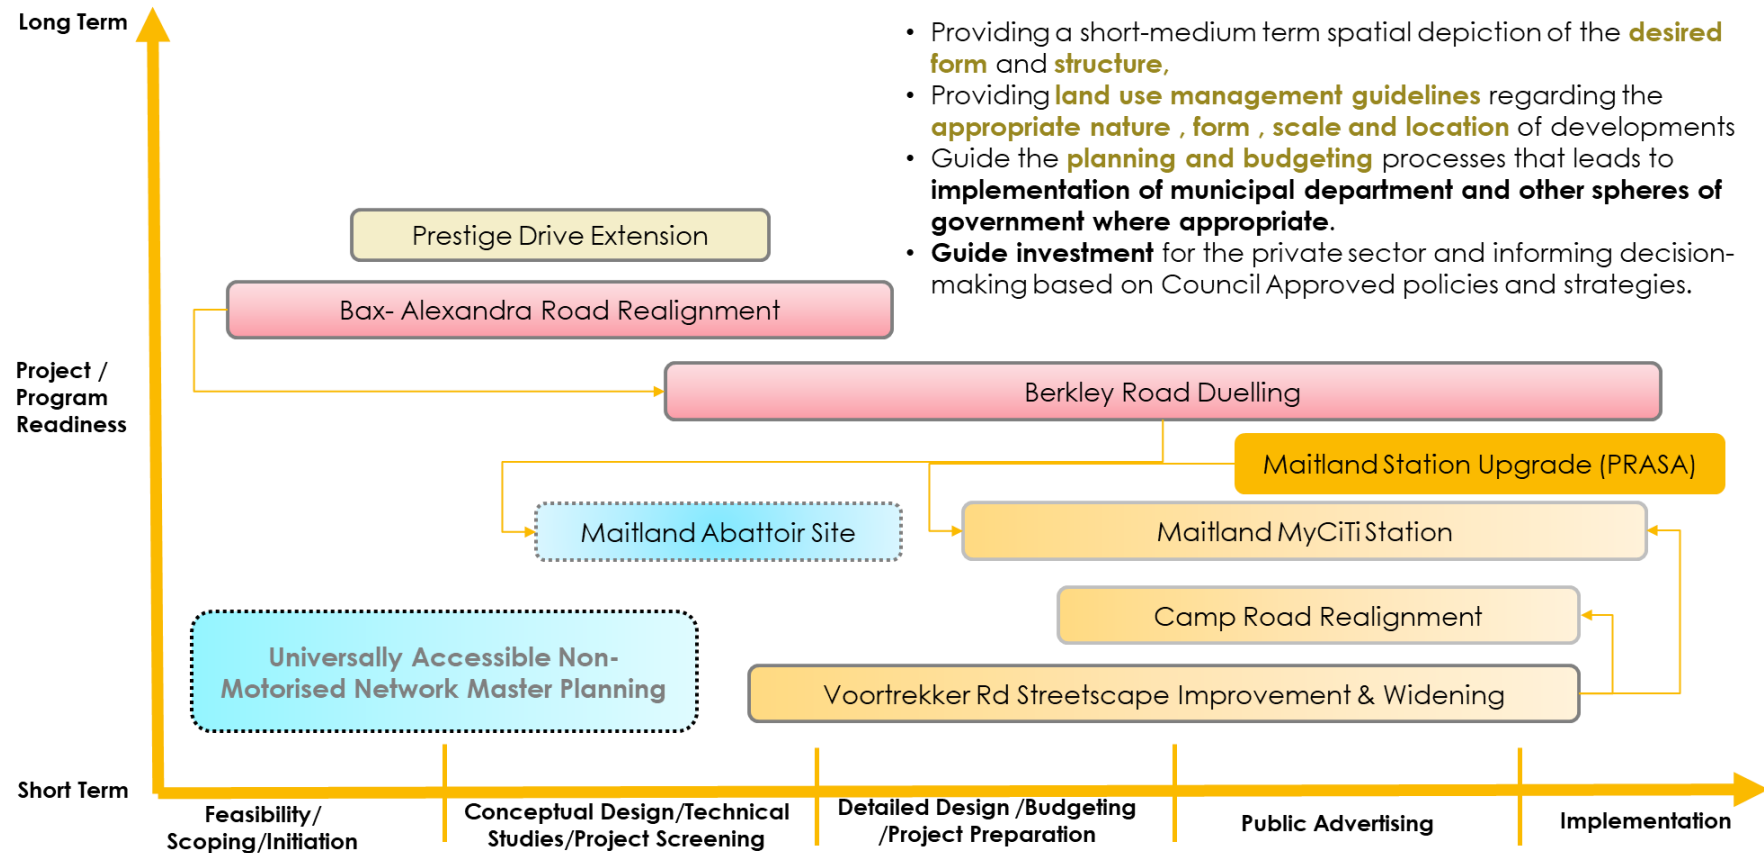 Long Term
• Providing a short-medium term spatial depiction of the desired
form and structure,
• Providing land use management guidelines regarding the
appropriate nature , form , scale and location of developments
• Guide the planning and budgeting processes that leads to
implementation of municipal department and other spheres of
government where appropriate.
• Guide investment for the private sector and informing decision-
making based on Council Approved policies and strategies.
Prestige Drive Extension
Bax- Alexandra Road Realignment
Project /
Program
Readiness
Berkley Road Duelling
Maitland Station Upgrade (PRASA)
Maitland Abattoir Site
Maitland MyCiTi Station
Camp Road Realignment
Universally Accessible Non-
Motorised Network Master Planning
Voortrekker Rd Streetscape Improvement & Widening
Short Term
Feasibility/
Scoping/Initiation
Conceptual Design/Technical
Studies/Project Screening
Detailed Design /Budgeting
/Project Preparation
Public Advertising
Implementation